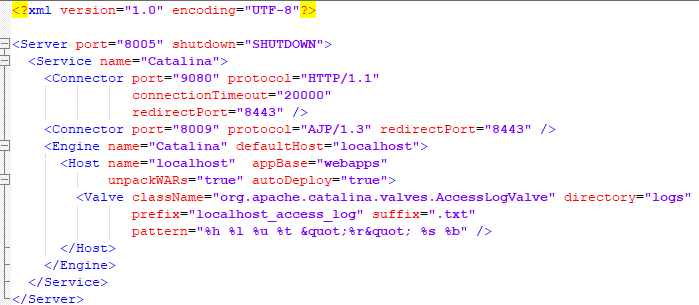 <?xml version="1.0" encoding="UTF-8"?>
<Server port="8005" shutdown="SHUTDOWN">
<Service name="Catalina">
<Connector port="9080" protocol="HTTP/1.1"
connectionTimeout="20000"
redirectPort="8443" />
<Connector port="8009" protocol="AJP/1.3" redirectPort="8443" />
<Engine name="Catalina" defaultHost="localhost">
<Host name="localhost"  appBase="webapps"
unpackWARs="true" autoDeploy="true">
<Valve className="org.apache.catalina.valves.AccessLogValve" directory="logs"
prefix="localhost_access_log" suffix=".txt"
pattern="%h %l %u %t &quot;%r&quot; %s %b" />
</Host>
</Engine>
</Service>
</Server>